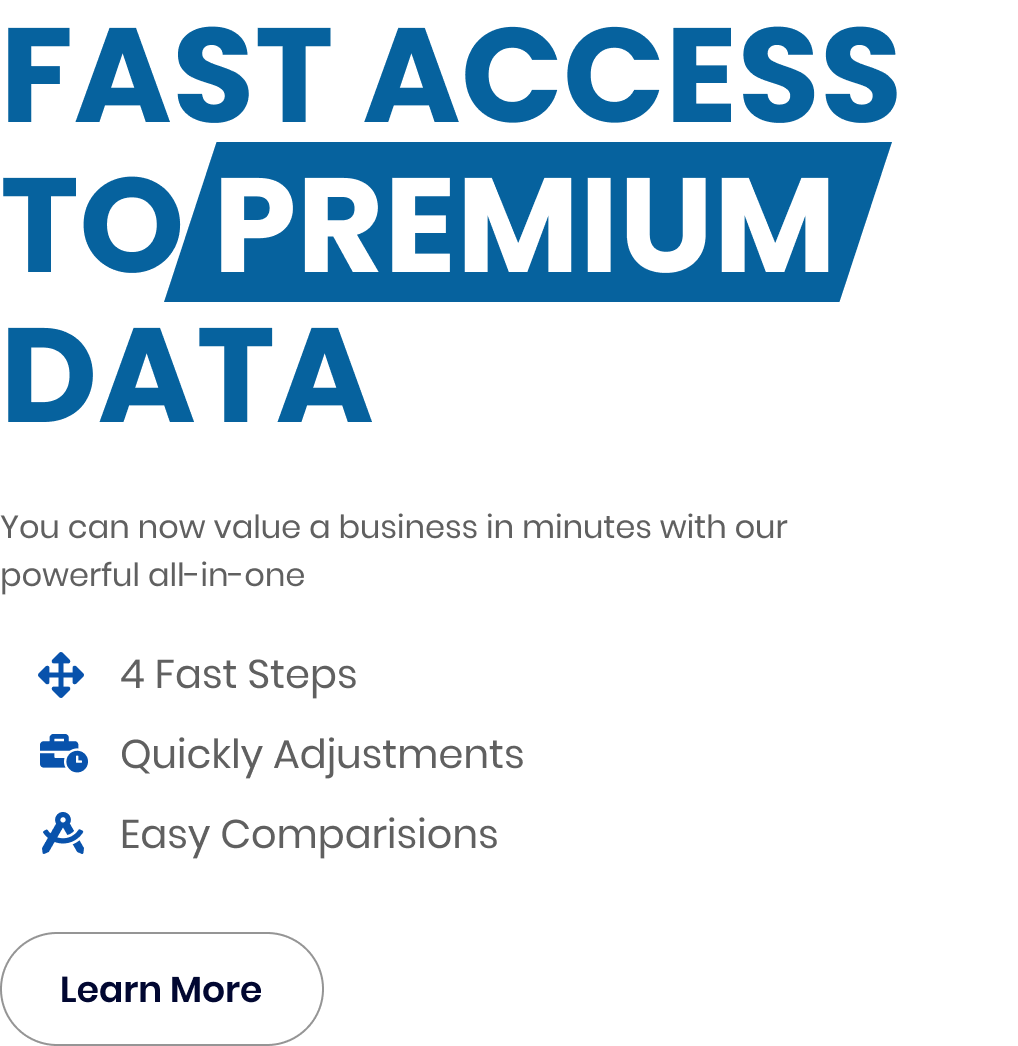 FAST ACCESS
TO PREMIUM
DATA
You can now value a business in minutes with our
powerful all-in-one
4 Fast Steps
Quickly Adjustments
Easy Comparisions
Learn More